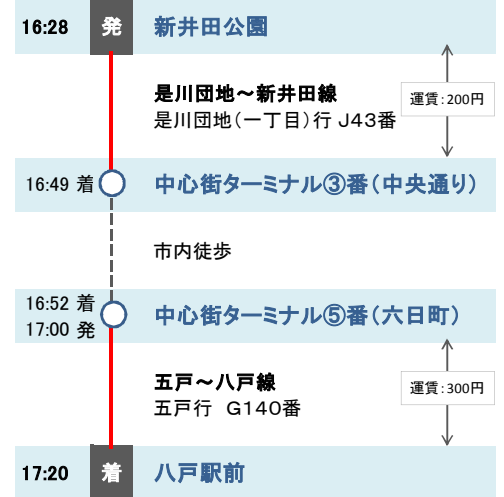 16:28 発 新井田公園
是川団地~新井田線
運賃:200円
是川団地(一丁目)行 J43番
16:49 着 中心街ターミナル③番(中央通り)
市内徒歩
16:52 着
17:00 発
中心街ターミナル⑤番(六日町)
五戸~八戸線
運賃:300円
五戸行 G140番
17:20 着 八戸駅前